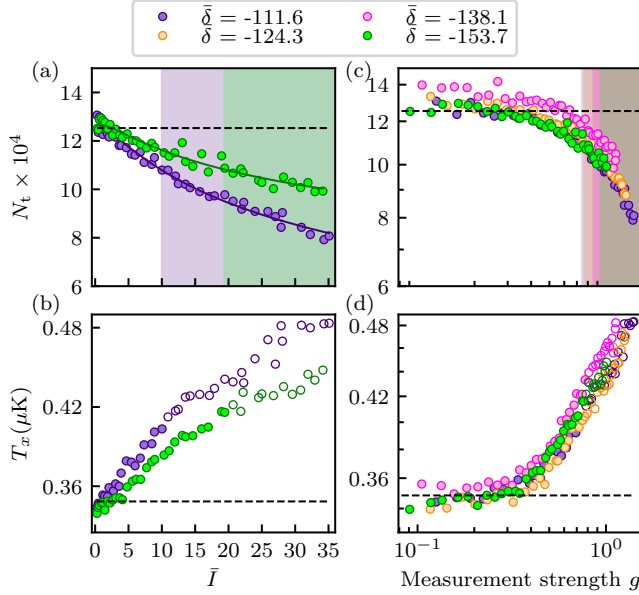 δ̄ = -111.6
δ̄ = -138.1
δ̄ = -124.3
δ̄ = -153.7
(a)
(c)
14
12
10
8
6
N_t × 10^4
14
12
10
8
6
(b)
(d)
0.48
0.42
0.36
T_x(μK)
0.48
0.42
0.36
0
5
10
15
20
25
30
35
10^−1
10^0
Ī
Measurement strength g